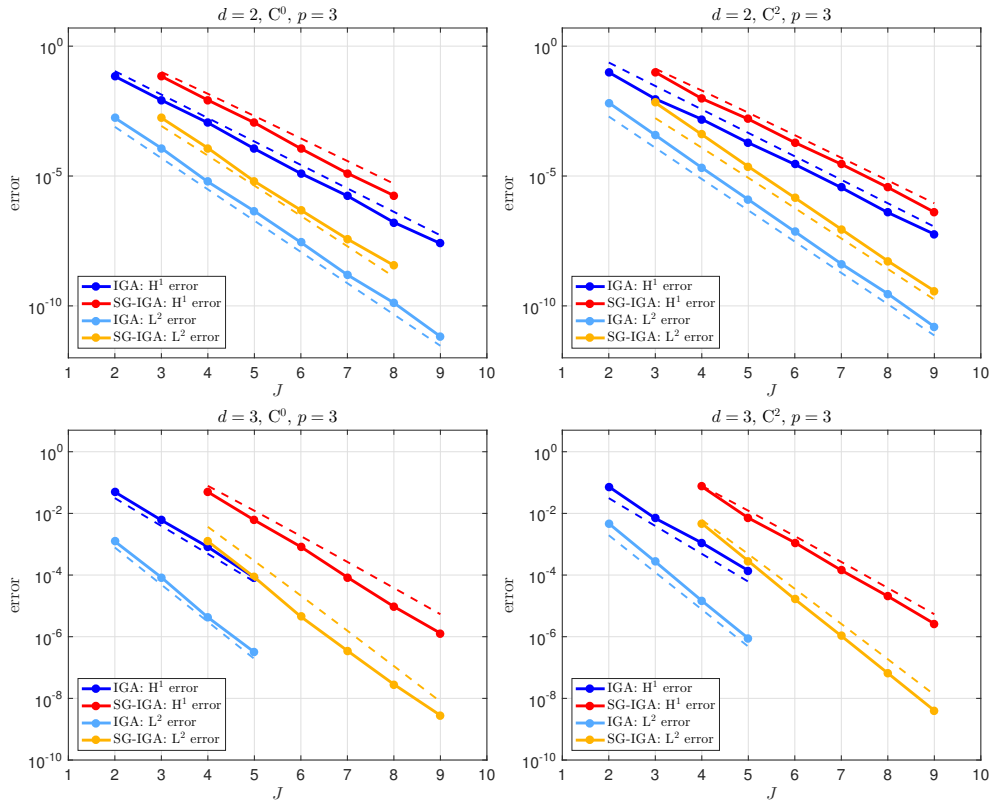 d = 2, C⁰, p = 3
10⁰
10⁻⁵
10⁻¹⁰
error
IGA: H¹ error
SG-IGA: H¹ error
IGA: L² error
SG-IGA: L² error
1 2 3 4 5 6 7 8 9 10
J
d = 2, C², p = 3
10⁰
10⁻⁵
10⁻¹⁰
error
IGA: H¹ error
SG-IGA: H¹ error
IGA: L² error
SG-IGA: L² error
1 2 3 4 5 6 7 8 9 10
J
d = 3, C⁰, p = 3
10⁰
10⁻²
10⁻⁴
10⁻⁶
10⁻⁸
10⁻¹⁰
error
IGA: H¹ error
SG-IGA: H¹ error
IGA: L² error
SG-IGA: L² error
1 2 3 4 5 6 7 8 9 10
J
d = 3, C², p = 3
10⁰
10⁻²
10⁻⁴
10⁻⁶
10⁻⁸
10⁻¹⁰
error
IGA: H¹ error
SG-IGA: H¹ error
IGA: L² error
SG-IGA: L² error
1 2 3 4 5 6 7 8 9 10
J